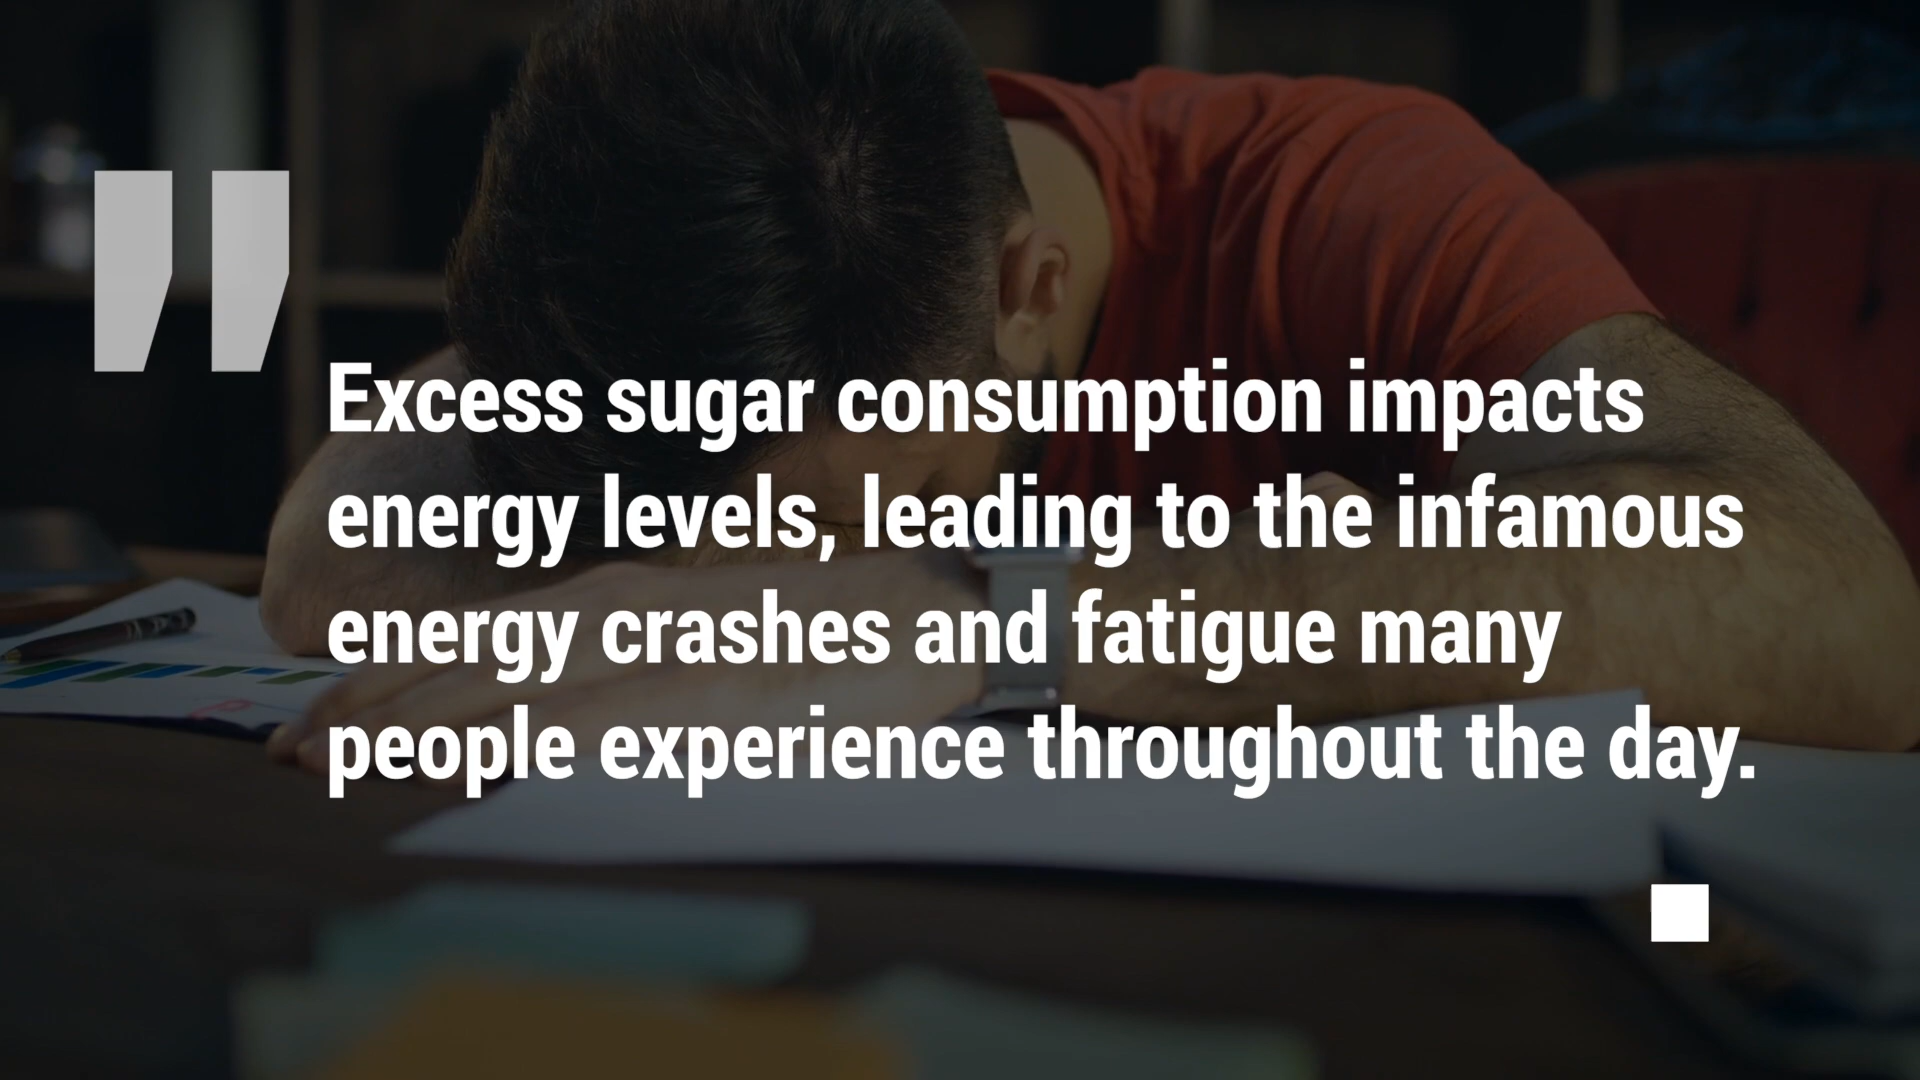 "
Excess sugar consumption impacts
energy levels, leading to the infamous
energy crashes and fatigue many
people experience throughout the day.